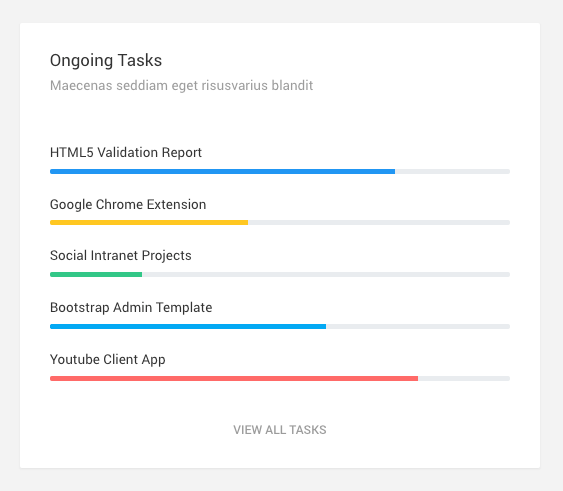 Ongoing Tasks
Maecenas seddiam eget risusvarius blandit
HTML5 Validation Report
Google Chrome Extension
Social Intranet Projects
Bootstrap Admin Template
Youtube Client App
VIEW ALL TASKS